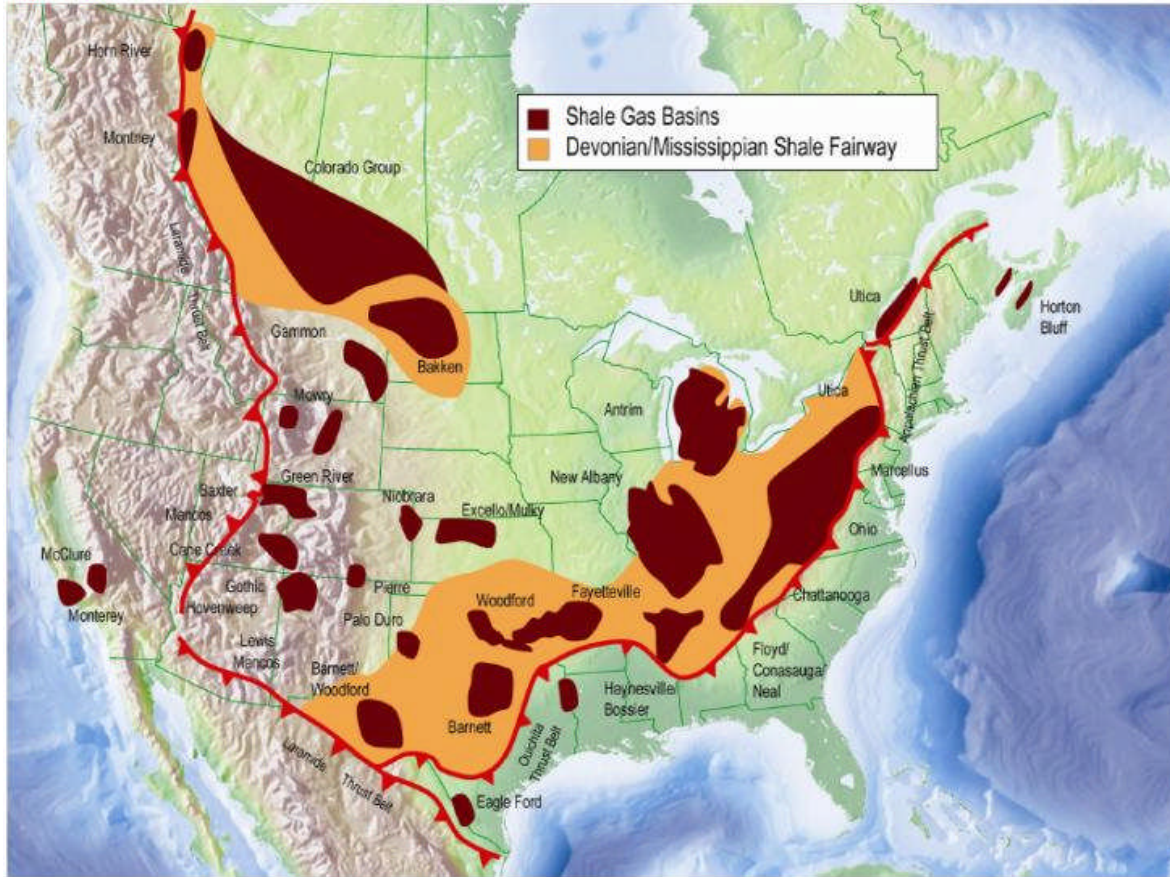 Horn River
Shale Gas Basins
Devonian/Mississippian Shale Fairway
Montney
Colorado Group
Laramide Thrust Belt
Utica
Horton
Bluff
Gammon
Bakken
Appalachian Thrust Belt
Utica
Mowry
Antrim
Green River
New Albany
Marcellus
Baxter
Niobrara
Mancos
Excello/Mulky
Ohio
Cane Creek
McClure
Gothic
Pierre
Fayetteville
Woodford
Chattanooga
Monterey
Hovenweep
Palo Duro
Lewis
Mancos
Floyd/
Conasauga/
Neal
Barnett/
Woodford
Haynesville/
Bossier
Barnett
Ouichita
Thrust Belt
Laramide
Thrust Belt
Eagle Ford